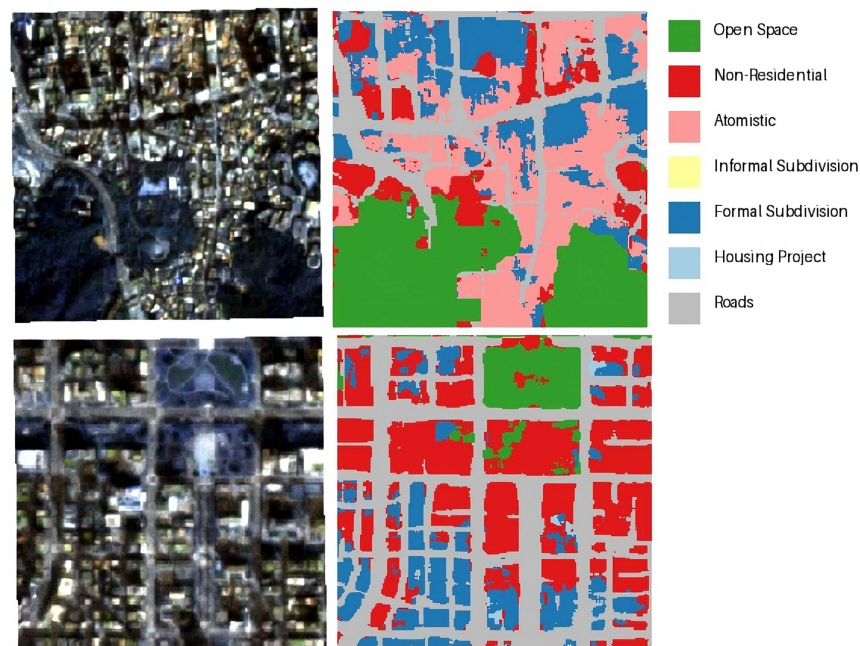 Open Space
Non-Residential
Atomistic
Informal Subdivision
Formal Subdivision
Housing Project
Roads